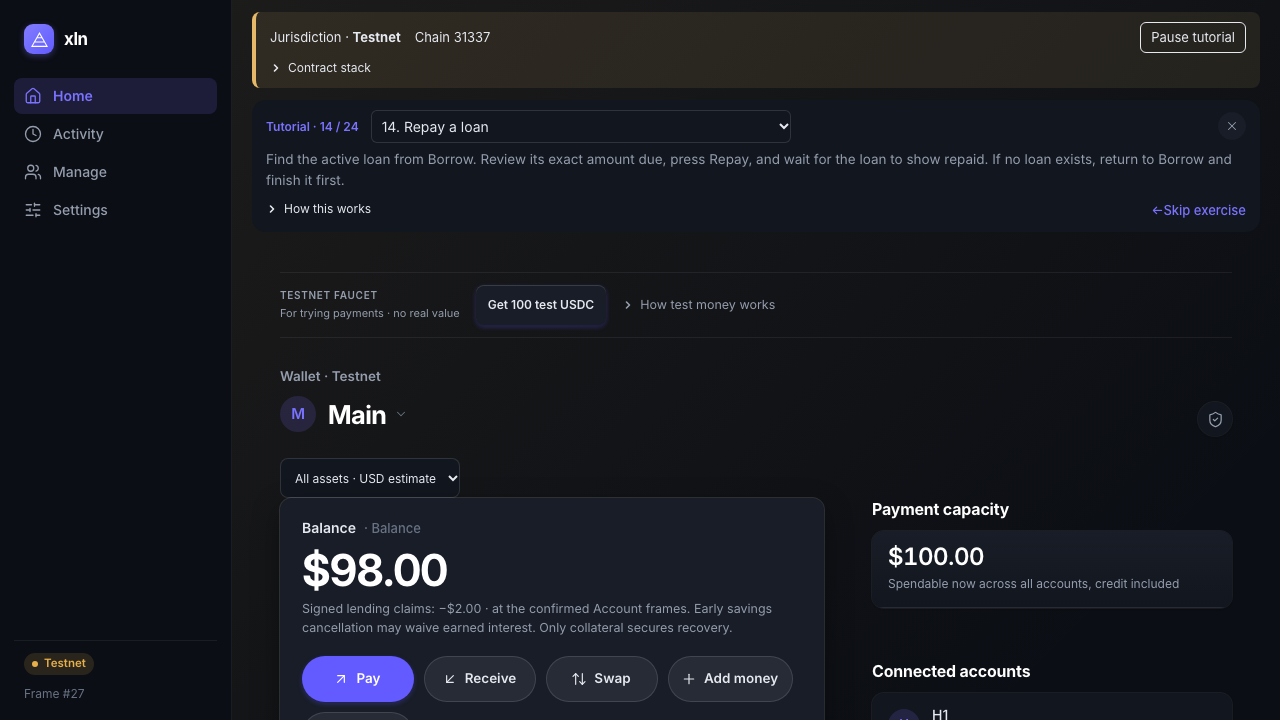 xln
Home
Activity
Manage
Settings
Testnet
Frame #27
Jurisdiction · Testnet Chain 31337
Pause tutorial
Contract stack
Tutorial · 14 / 24
14. Repay a loan
Find the active loan from Borrow. Review its exact amount due, press Repay, and wait for the loan to show repaid. If no loan exists, return to Borrow and
finish it first.
How this works
←Skip exercise
TESTNET FAUCET
For trying payments · no real value
Get 100 test USDC
How test money works
Wallet · Testnet
M
Main
All assets · USD estimate
Balance · Balance
$98.00
Signed lending claims: −$2.00 · at the confirmed Account frames. Early savings
cancellation may waive earned interest. Only collateral secures recovery.
Pay
Receive
Swap
Add money
Payment capacity
$100.00
Spendable now across all accounts, credit included
Connected accounts
H1